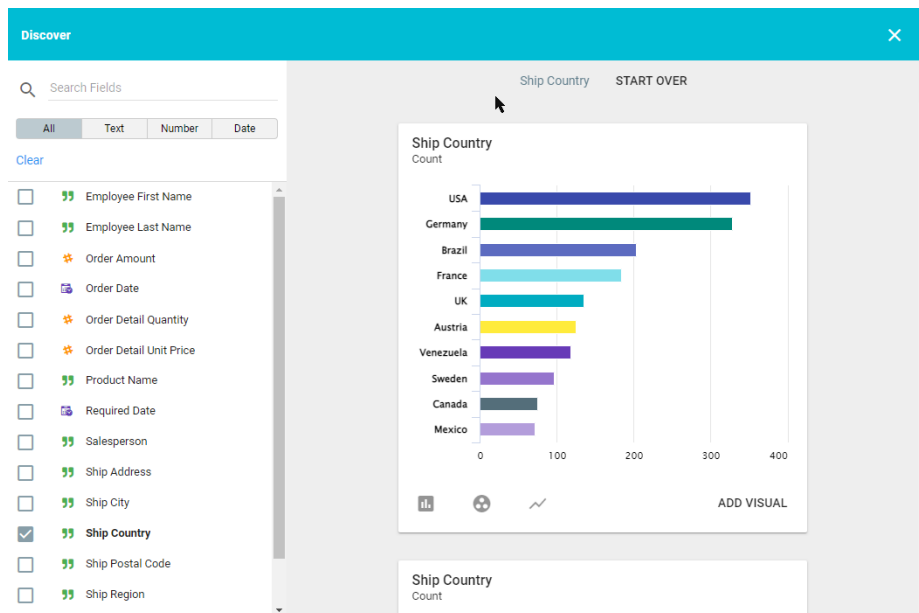 Discover
Search Fields
All Text Number Date
Clear
Employee First Name
Employee Last Name
Order Amount
Order Date
Order Detail Quantity
Order Detail Unit Price
Product Name
Required Date
Salesperson
Ship Address
Ship City
Ship Country
Ship Postal Code
Ship Region
Ship Country START OVER
Ship Country
Count
USA
Germany
Brazil
France
UK
Austria
Venezuela
Sweden
Canada
Mexico
0 100 200 300 400
ADD VISUAL
Ship Country
Count